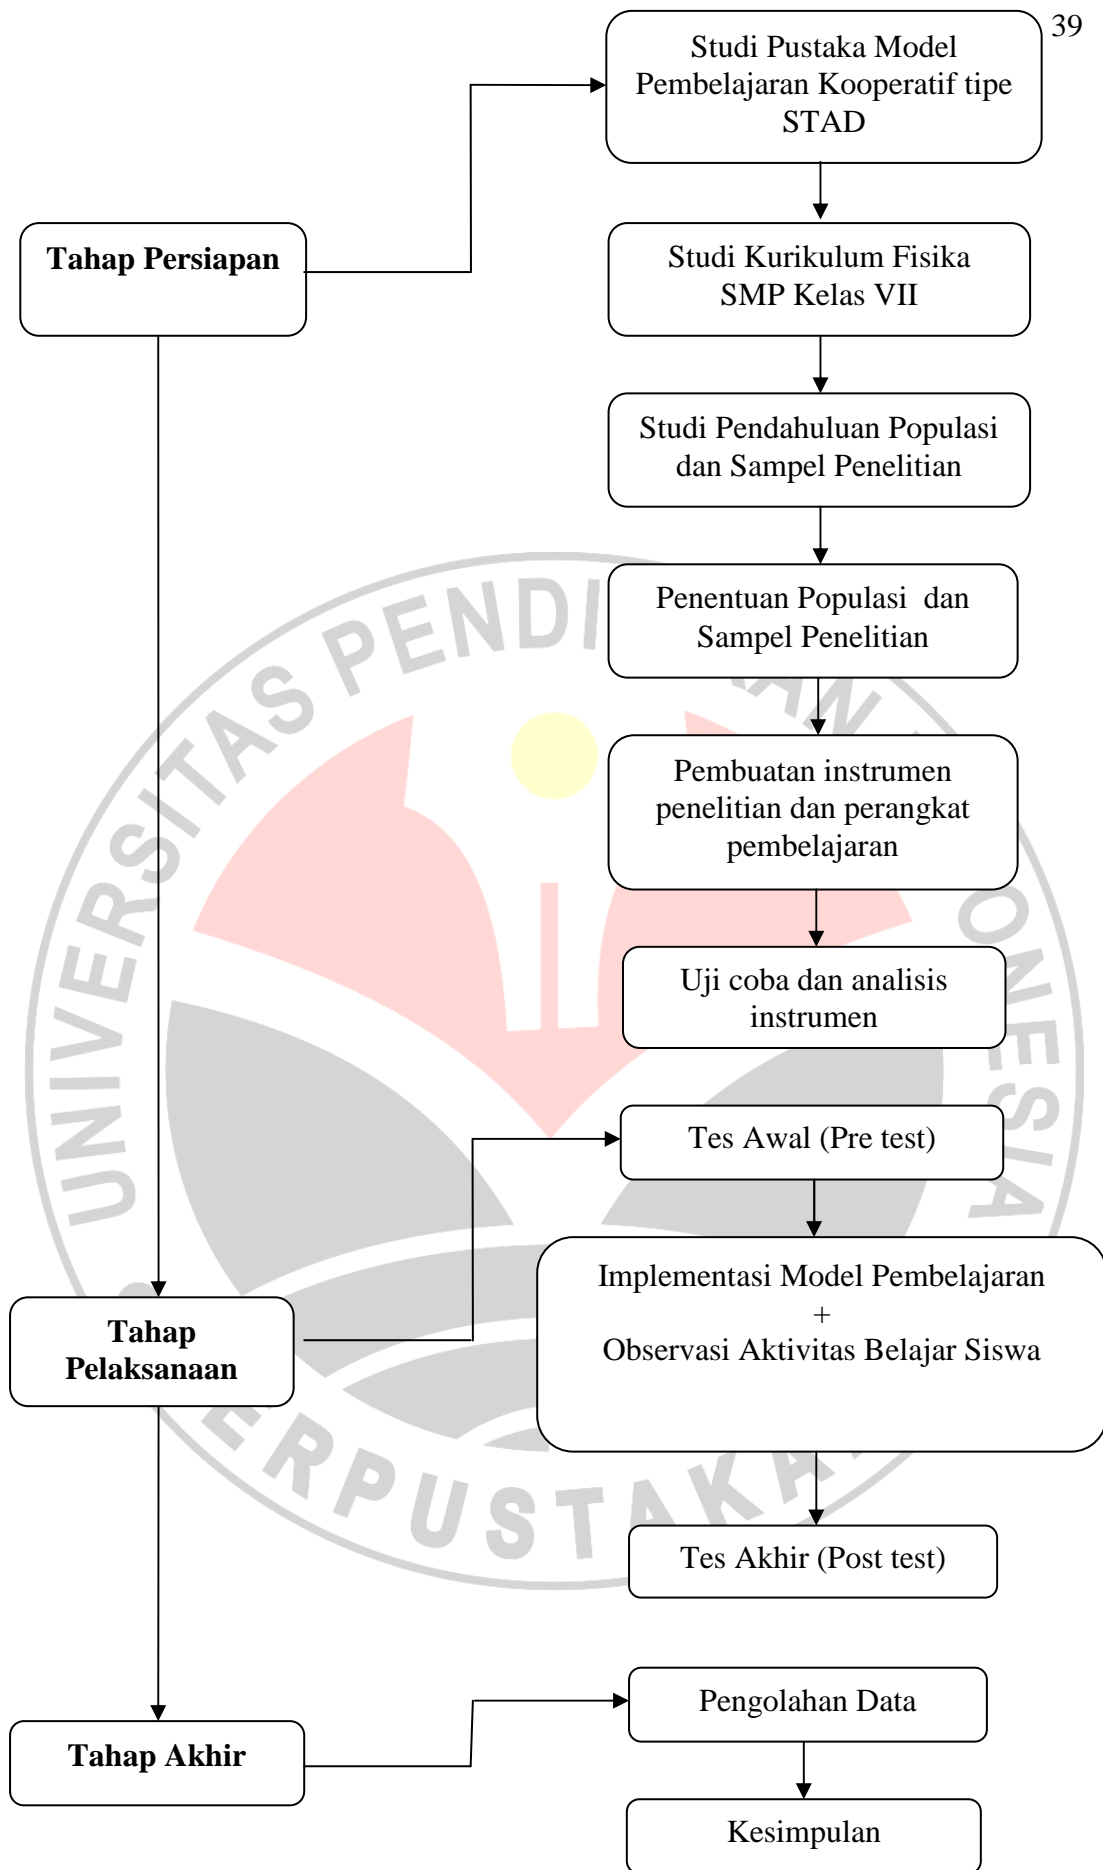 39
Studi Pustaka Model
Pembelajaran Kooperatif tipe
STAD
Tahap Persiapan
Studi Kurikulum Fisika
SMP Kelas VII
Studi Pendahuluan Populasi
dan Sampel Penelitian
Penentuan Populasi dan
Sampel Penelitian
Pembuatan instrumen
penelitian dan perangkat
pembelajaran
Uji coba dan analisis
instrumen
Tahap
Pelaksanaan
Tes Awal (Pre test)
Implementasi Model Pembelajaran
+
Observasi Aktivitas Belajar Siswa
Tes Akhir (Post test)
Tahap Akhir
Pengolahan Data
Kesimpulan
UNIVERSITAS PENDI